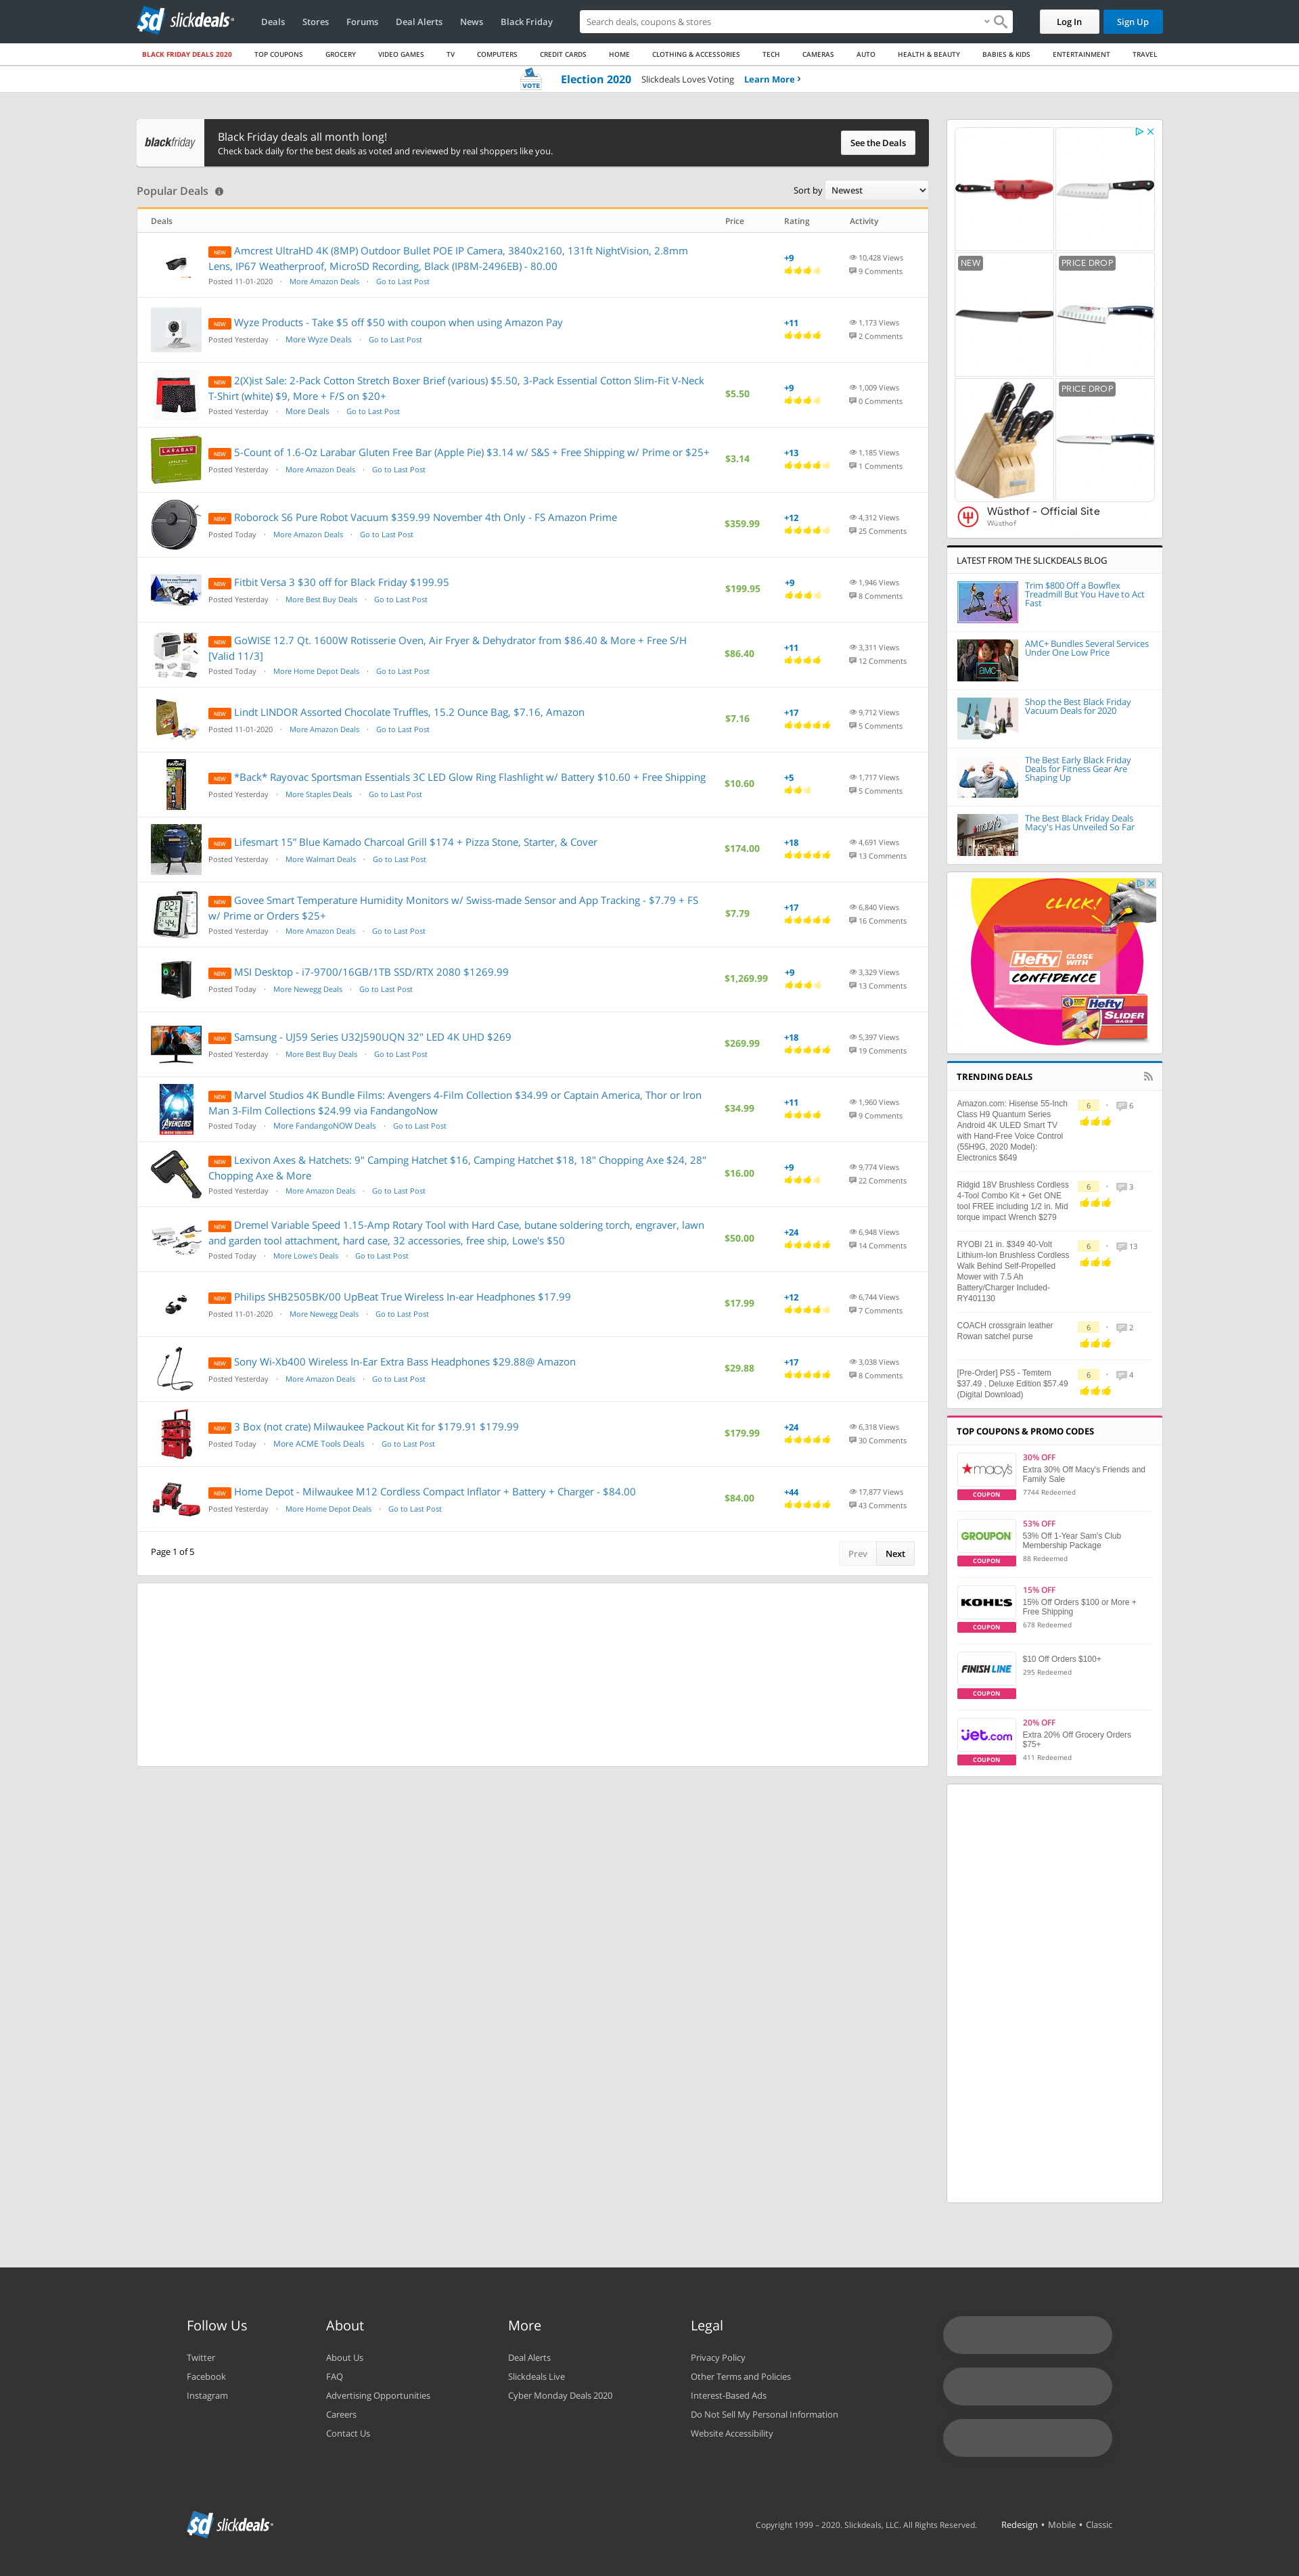 sd slickdeals
Deals Stores Forums Deal Alerts News Black Friday
Search deals, coupons & stores
Log In
Sign Up
BLACK FRIDAY DEALS 2020 TOP COUPONS GROCERY VIDEO GAMES TV COMPUTERS CREDIT CARDS HOME CLOTHING & ACCESSORIES TECH CAMERAS AUTO HEALTH & BEAUTY BABIES & KIDS ENTERTAINMENT TRAVEL
VOTE Election 2020 Slickdeals Loves Voting Learn More
blackfriday
Black Friday deals all month long!
Check back daily for the best deals as voted and reviewed by real shoppers like you.
See the Deals
Popular Deals
Sort by Newest
Deals Price Rating Activity
NEW Amcrest UltraHD 4K (8MP) Outdoor Bullet POE IP Camera, 3840x2160, 131ft NightVision, 2.8mm
Lens, IP67 Weatherproof, MicroSD Recording, Black (IP8M-2496EB) - 80.00
Posted 11-01-2020 · More Amazon Deals · Go to Last Post
+9
10,428 Views
9 Comments
NEW Wyze Products - Take $5 off $50 with coupon when using Amazon Pay
Posted Yesterday · More Wyze Deals · Go to Last Post
+11
1,173 Views
2 Comments
NEW 2(X)ist Sale: 2-Pack Cotton Stretch Boxer Brief (various) $5.50, 3-Pack Essential Cotton Slim-Fit V-Neck
T-Shirt (white) $9, More + F/S on $20+
Posted Yesterday · More Deals · Go to Last Post
$5.50
+9
1,009 Views
0 Comments
LARABAR
APPLE PIE
NEW 5-Count of 1.6-Oz Larabar Gluten Free Bar (Apple Pie) $3.14 w/ S&S + Free Shipping w/ Prime or $25+
Posted Yesterday · More Amazon Deals · Go to Last Post
$3.14
+13
1,185 Views
1 Comments
NEW Roborock S6 Pure Robot Vacuum $359.99 November 4th Only - FS Amazon Prime
Posted Today · More Amazon Deals · Go to Last Post
$359.99
+12
4,312 Views
25 Comments
NEW Fitbit Versa 3 $30 off for Black Friday $199.95
Posted Yesterday · More Best Buy Deals · Go to Last Post
$199.95
+9
1,946 Views
8 Comments
NEW GoWISE 12.7 Qt. 1600W Rotisserie Oven, Air Fryer & Dehydrator from $86.40 & More + Free S/H
[Valid 11/3]
Posted Today · More Home Depot Deals · Go to Last Post
$86.40
+11
3,311 Views
12 Comments
NEW Lindt LINDOR Assorted Chocolate Truffles, 15.2 Ounce Bag, $7.16, Amazon
Posted 11-01-2020 · More Amazon Deals · Go to Last Post
$7.16
+17
9,712 Views
5 Comments
NEW *Back* Rayovac Sportsman Essentials 3C LED Glow Ring Flashlight w/ Battery $10.60 + Free Shipping
Posted Yesterday · More Staples Deals · Go to Last Post
$10.60
+5
1,717 Views
5 Comments
NEW Lifesmart 15" Blue Kamado Charcoal Grill $174 + Pizza Stone, Starter, & Cover
Posted Yesterday · More Walmart Deals · Go to Last Post
$174.00
+18
4,691 Views
13 Comments
NEW Govee Smart Temperature Humidity Monitors w/ Swiss-made Sensor and App Tracking - $7.79 + FS
w/ Prime or Orders $25+
Posted Yesterday · More Amazon Deals · Go to Last Post
$7.79
+17
6,840 Views
16 Comments
NEW MSI Desktop - i7-9700/16GB/1TB SSD/RTX 2080 $1269.99
Posted Today · More Newegg Deals · Go to Last Post
$1,269.99
+9
3,329 Views
13 Comments
NEW Samsung - UJ59 Series U32J590UQN 32" LED 4K UHD $269
Posted Yesterday · More Best Buy Deals · Go to Last Post
$269.99
+18
5,397 Views
19 Comments
AVENGERS
NEW Marvel Studios 4K Bundle Films: Avengers 4-Film Collection $34.99 or Captain America, Thor or Iron
Man 3-Film Collections $24.99 via FandangoNow
Posted Today · More FandangoNOW Deals · Go to Last Post
$34.99
+11
1,960 Views
9 Comments
NEW Lexivon Axes & Hatchets: 9" Camping Hatchet $16, Camping Hatchet $18, 18" Chopping Axe $24, 28"
Chopping Axe & More
Posted Yesterday · More Amazon Deals · Go to Last Post
$16.00
+9
9,774 Views
22 Comments
NEW Dremel Variable Speed 1.15-Amp Rotary Tool with Hard Case, butane soldering torch, engraver, lawn
and garden tool attachment, hard case, 32 accessories, free ship, Lowe's $50
Posted Today · More Lowe's Deals · Go to Last Post
$50.00
+24
6,948 Views
14 Comments
NEW Philips SHB2505BK/00 UpBeat True Wireless In-ear Headphones $17.99
Posted 11-01-2020 · More Newegg Deals · Go to Last Post
$17.99
+12
6,744 Views
7 Comments
NEW Sony Wi-Xb400 Wireless In-Ear Extra Bass Headphones $29.88@ Amazon
Posted Yesterday · More Amazon Deals · Go to Last Post
$29.88
+17
3,038 Views
8 Comments
NEW 3 Box (not crate) Milwaukee Packout Kit for $179.91 $179.99
Posted Today · More ACME Tools Deals · Go to Last Post
$179.99
+24
6,318 Views
30 Comments
NEW Home Depot - Milwaukee M12 Cordless Compact Inflator + Battery + Charger - $84.00
Posted Yesterday · More Home Depot Deals · Go to Last Post
$84.00
+44
17,877 Views
43 Comments
Page 1 of 5
Prev Next
NEW
PRICE DROP
PRICE DROP
Wüsthof - Official Site
Wüsthof
LATEST FROM THE SLICKDEALS BLOG
Trim $800 Off a Bowflex
Treadmill But You Have to Act
Fast
amc+
AMC+ Bundles Several Services
Under One Low Price
Shop the Best Black Friday
Vacuum Deals for 2020
The Best Early Black Friday
Deals for Fitness Gear Are
Shaping Up
macy's
The Best Black Friday Deals
Macy's Has Unveiled So Far
CLICK!
Hefty CLOSE WITH
CONFIDENCE
Hefty
SLIDER
BAGS
TRENDING DEALS
Amazon.com: Hisense 55-Inch
Class H9 Quantum Series
Android 4K ULED Smart TV
with Hand-Free Voice Control
(55H9G, 2020 Model):
Electronics $649
6 · 6
Ridgid 18V Brushless Cordless
4-Tool Combo Kit + Get ONE
tool FREE including 1/2 in. Mid
torque impact Wrench $279
6 · 3
RYOBI 21 in. $349 40-Volt
Lithium-Ion Brushless Cordless
Walk Behind Self-Propelled
Mower with 7.5 Ah
Battery/Charger Included-
RY401130
6 · 13
COACH crossgrain leather
Rowan satchel purse
6 · 2
[Pre-Order] PS5 - Temtem
$37.49 , Deluxe Edition $57.49
(Digital Download)
6 · 4
TOP COUPONS & PROMO CODES
macy's
COUPON
30% OFF
Extra 30% Off Macy's Friends and
Family Sale
7744 Redeemed
GROUPON
COUPON
53% OFF
53% Off 1-Year Sam's Club
Membership Package
88 Redeemed
KOHL'S
COUPON
15% OFF
15% Off Orders $100 or More +
Free Shipping
678 Redeemed
FINISH LINE
COUPON
$10 Off Orders $100+
295 Redeemed
jet.com
COUPON
20% OFF
Extra 20% Off Grocery Orders
$75+
411 Redeemed
Follow Us
Twitter
Facebook
Instagram
About
About Us
FAQ
Advertising Opportunities
Careers
Contact Us
More
Deal Alerts
Slickdeals Live
Cyber Monday Deals 2020
Legal
Privacy Policy
Other Terms and Policies
Interest-Based Ads
Do Not Sell My Personal Information
Website Accessibility
sd slickdeals
Copyright 1999 – 2020. Slickdeals, LLC. All Rights Reserved.
Redesign • Mobile • Classic